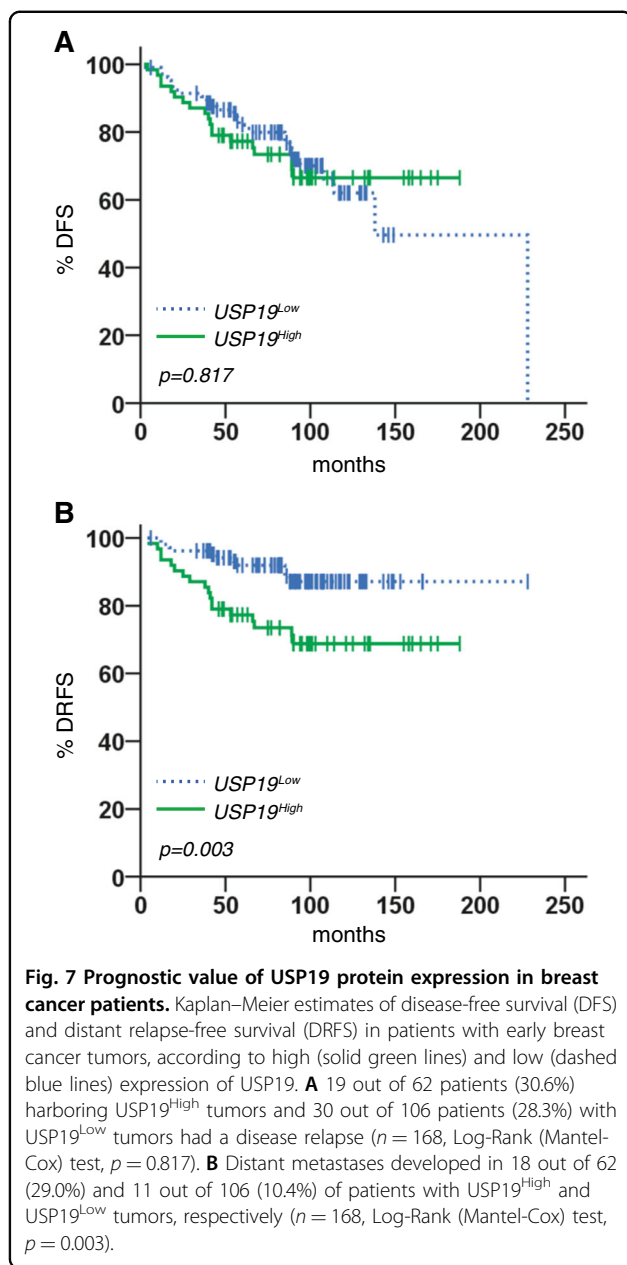 A
100
80
60
40
20
0
% DFS
USP19Low
USP19High
p=0.817
0 50 100 150 200 250
months
B
100
80
60
40
20
0
% DRFS
USP19Low
USP19High
p=0.003
0 50 100 150 200 250
months
Fig. 7 Prognostic value of USP19 protein expression in breast
cancer patients. Kaplan–Meier estimates of disease-free survival (DFS)
and distant relapse-free survival (DRFS) in patients with early breast
cancer tumors, according to high (solid green lines) and low (dashed
blue lines) expression of USP19. A 19 out of 62 patients (30.6%)
harboring USP19High tumors and 30 out of 106 patients (28.3%) with
USP19Low tumors had a disease relapse (n = 168, Log-Rank (Mantel-
Cox) test, p = 0.817). B Distant metastases developed in 18 out of 62
(29.0%) and 11 out of 106 (10.4%) of patients with USP19High and
USP19Low tumors, respectively (n = 168, Log-Rank (Mantel-Cox) test,
p = 0.003).